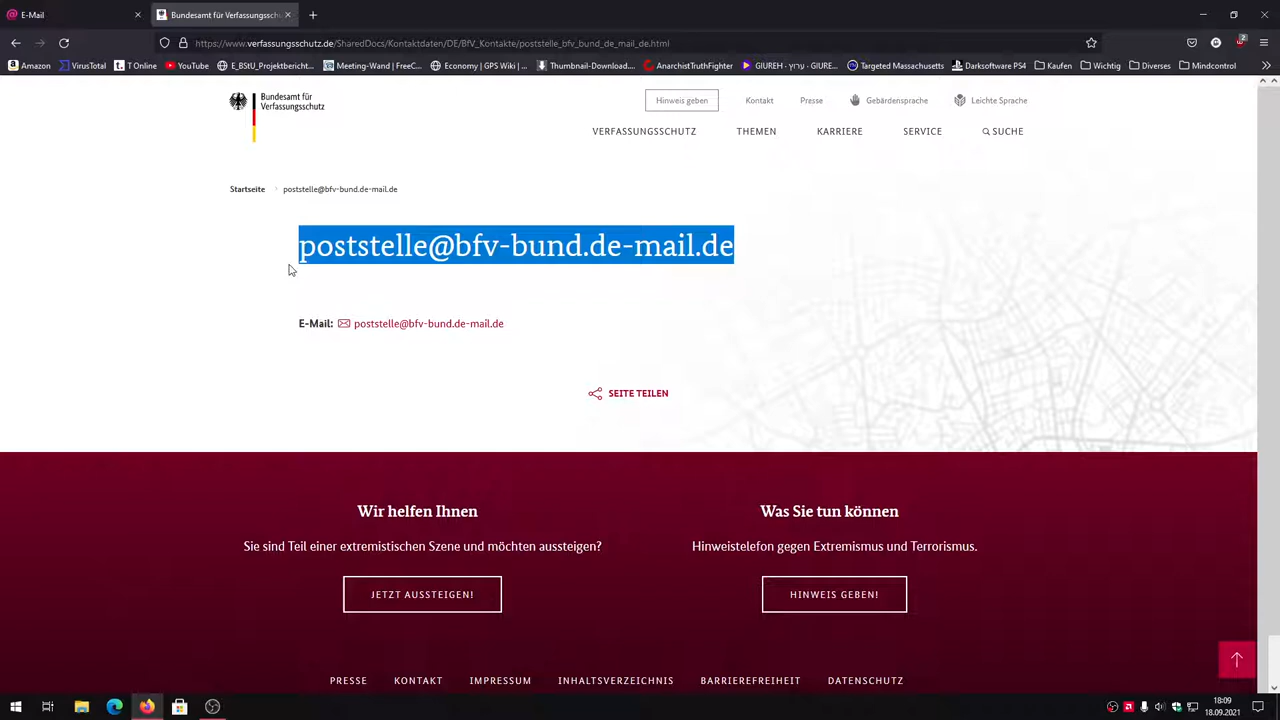 E-Mail
Bundesamt für Verfassungsschutz
https://www.verfassungsschutz.de/SharedDocs/Kontaktdaten/DE/BfV_Kontakte/poststelle_bfv_bund_de_mail_de.html
Amazon
VirusTotal
T Online
YouTube
E_BStU_Projektbericht...
Meeting-Wand | FreeC...
Economy | GPS Wiki | ...
Thumbnail-Download....
AnarchistTruthFighter
GIUREH · ערוץ - GIURE...
Targeted Massachusetts
Darksoftware PS4
Kaufen
Wichtig
Business
Mindcontrol
Bundesamt für
Verfassungsschutz
Hinweis geben
Kontakt
Presse
Gebärdensprache
Leichte Sprache
VERFASSUNGSSCHUTZ
THEMEN
KARRIERE
SERVICE
SUCHE
Startseite
poststelle@bfv-bund.de-mail.de
poststelle@bfv-bund.de-mail.de
E-Mail: poststelle@bfv-bund.de-mail.de
SEITE TEILEN
Wir helfen Ihnen
Sie sind Teil einer extremistischen Szene und möchten aussteigen?
JETZT AUSSTEIGEN!
Was Sie tun können
Hinweistelefon gegen Extremismus und Terrorismus.
HINWEIS GEBEN!
PRESSE
KONTAKT
IMPRESSUM
INHALTSVERZEICHNIS
BARRIEREFREIHEIT
DATENSCHUTZ
18:09
18.09.2021